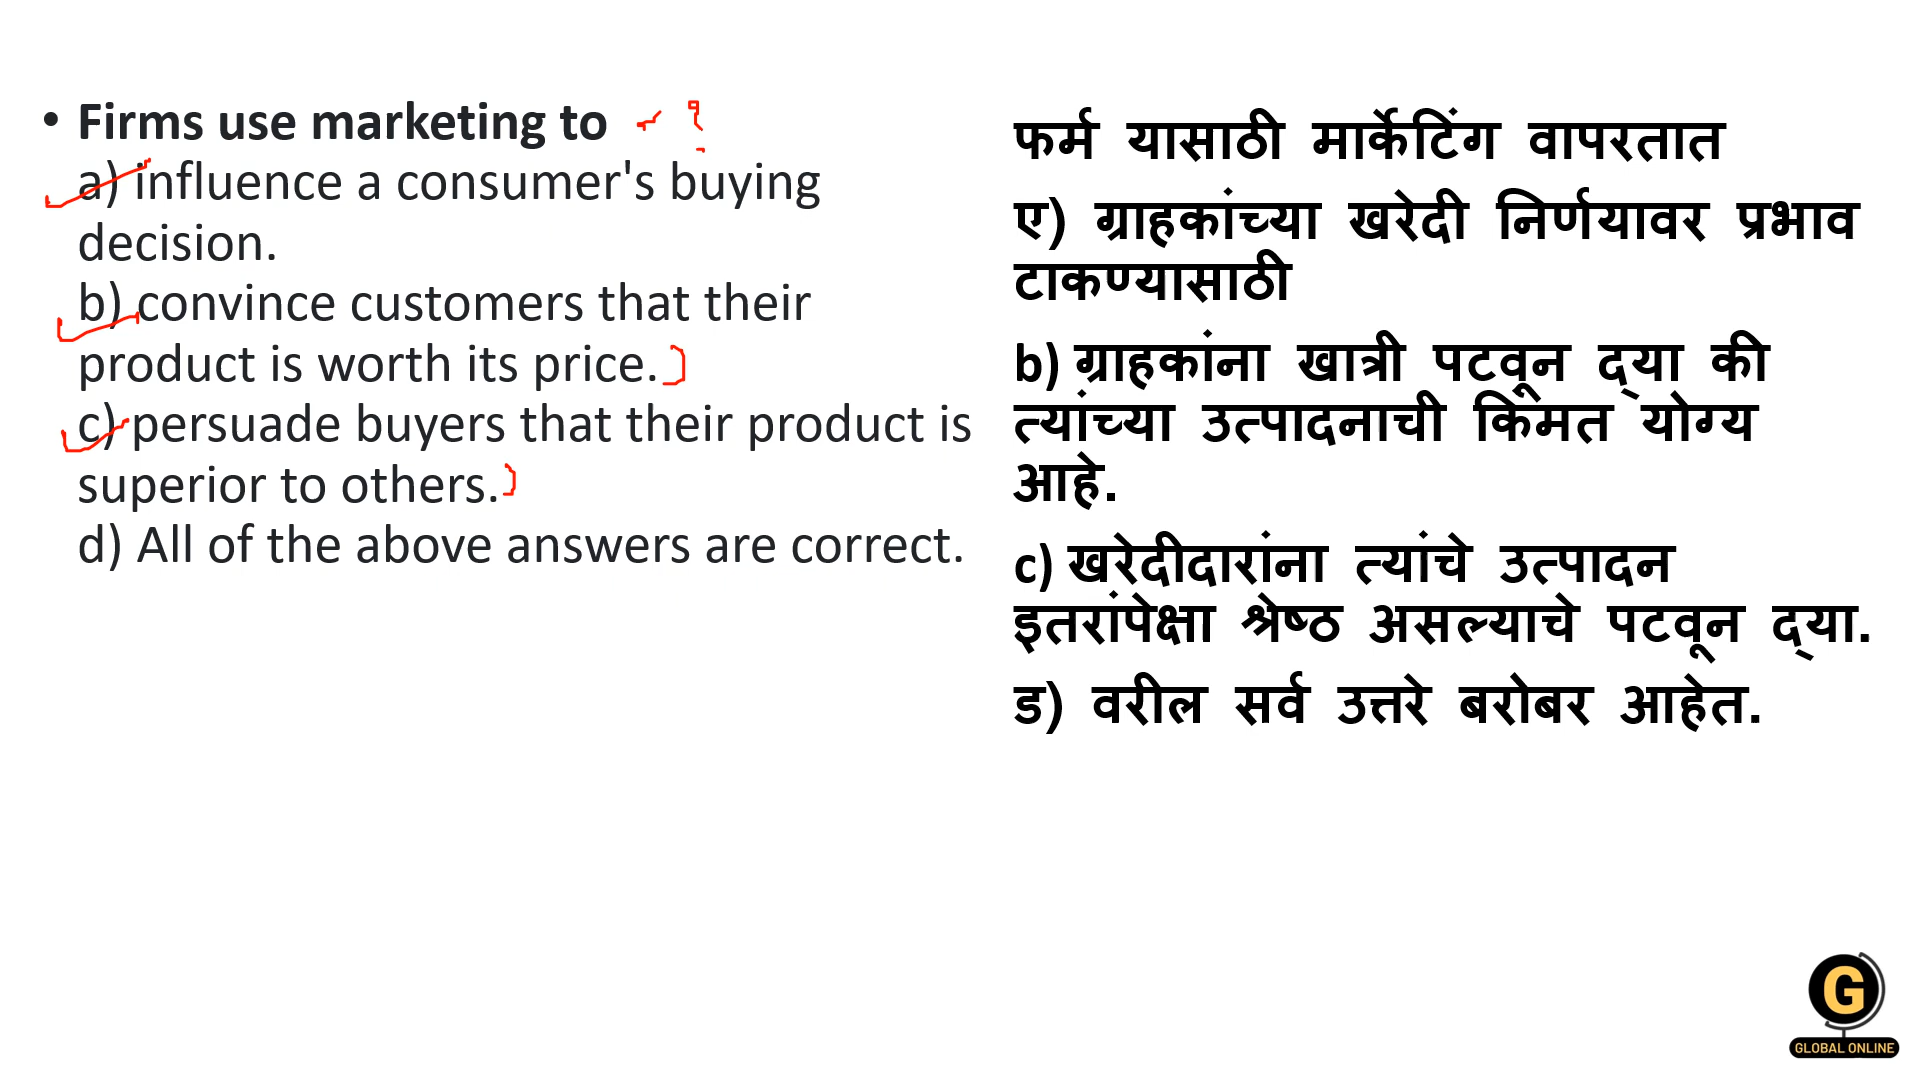 • Firms use marketing to
a) influence a consumer's buying
decision.
b) convince customers that their
product is worth its price.
c) persuade buyers that their product is
superior to others.
d) All of the above answers are correct.
फर्म यासाठी मार्केटिंग वापरतात
ए) ग्राहकांच्या खरेदी निर्णयावर प्रभाव
टाकण्यासाठी
b) ग्राहकांना खात्री पटवून द्या की
त्यांच्या उत्पादनाची किंमत योग्य
आहे.
c) खरेदीदारांना त्यांचे उत्पादन
इतरांपेक्षा श्रेष्ठ असल्याचे पटवून द्या.
ड) वरील सर्व उत्तरे बरोबर आहेत.
G
GLOBAL ONLINE